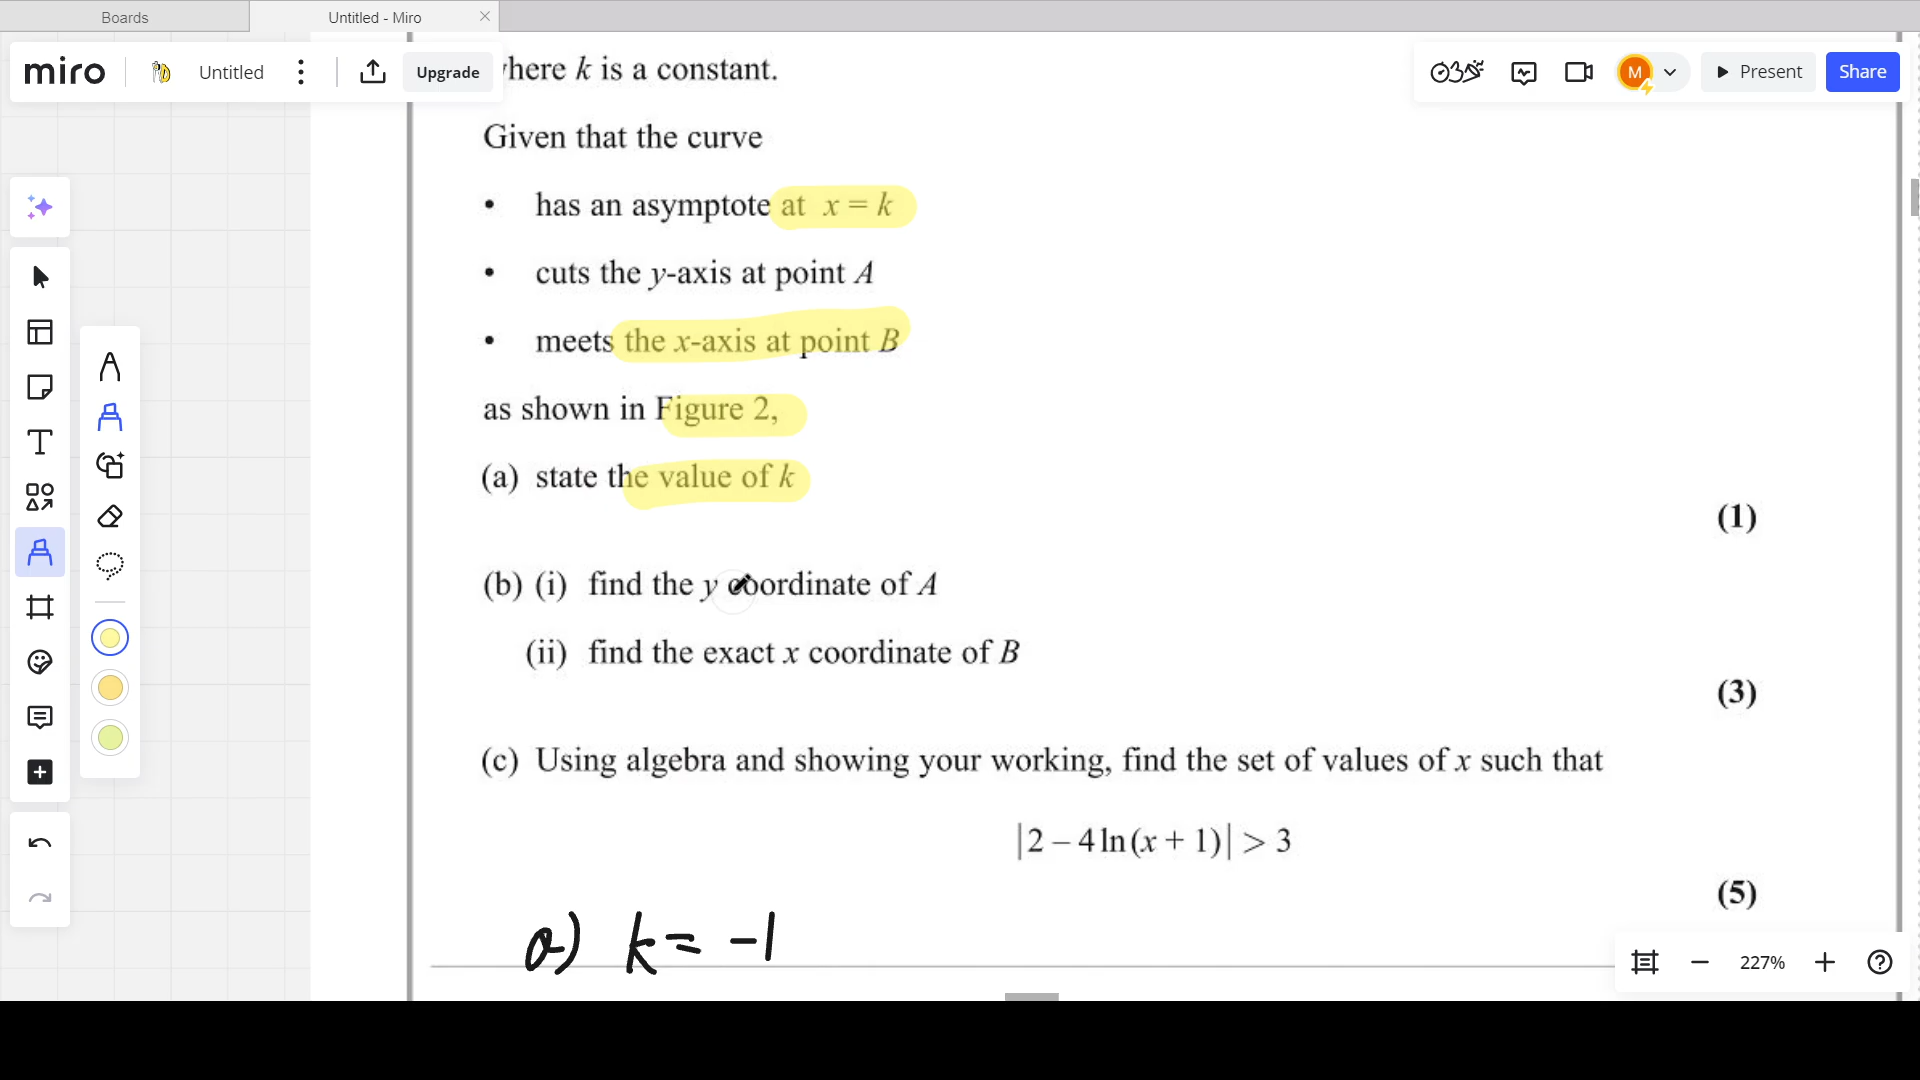 Boards
Untitled - Miro
miro
Untitled
Upgrade
M
Present
Share
here k is a constant.
Given that the curve
• has an asymptote at x = k
• cuts the y-axis at point A
• meets the x-axis at point B
as shown in Figure 2,
(a) state the value of k
(1)
(b) (i) find the y coordinate of A
(ii) find the exact x coordinate of B
(3)
(c) Using algebra and showing your working, find the set of values of x such that
|2 – 4 ln(x + 1)| > 3
(5)
a) k = -1
227%